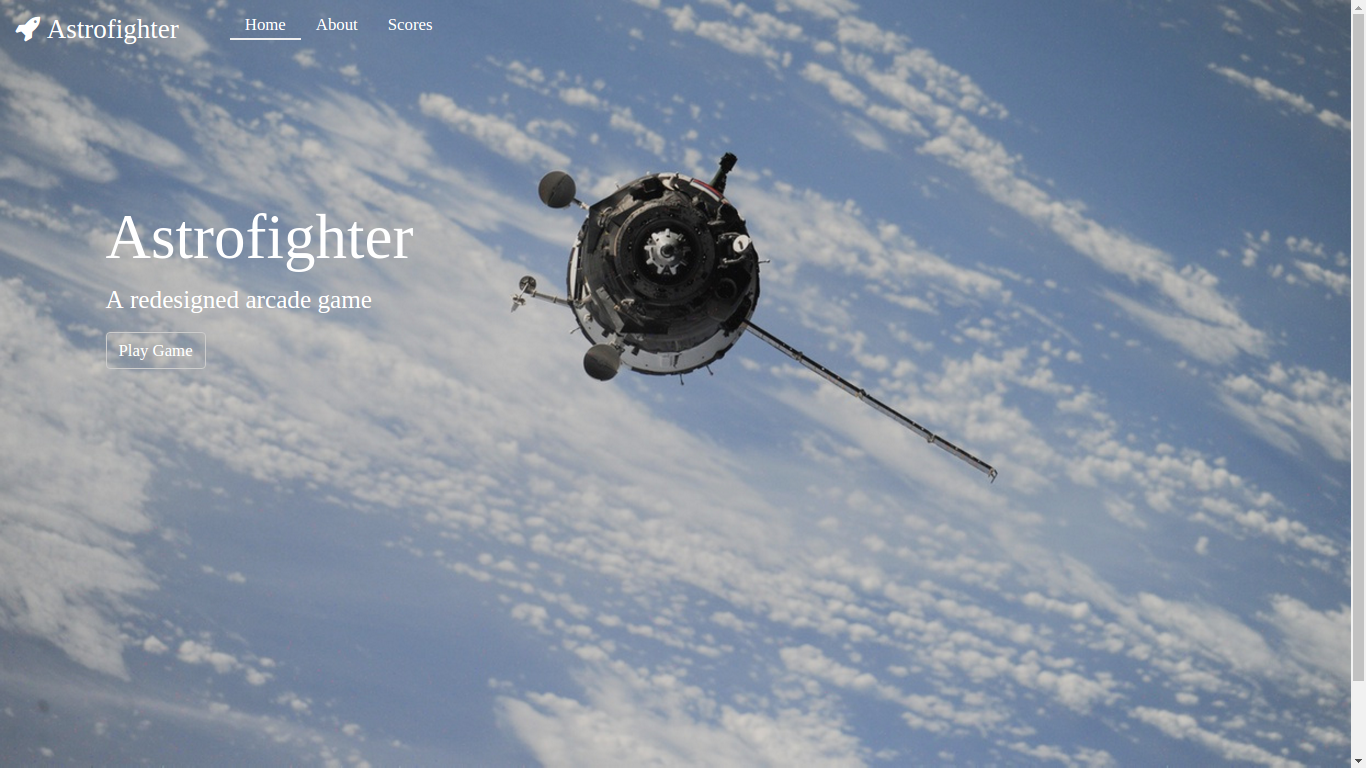 Astrofighter
Home
About
Scores
Astrofighter
A redesigned arcade game
Play Game